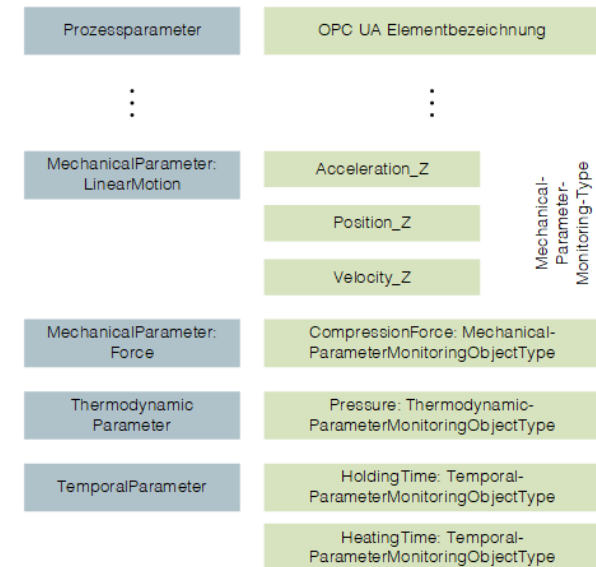 Prozessparameter
OPC UA Elementbezeichnung
MechanicalParameter:
LinearMotion
Acceleration_Z
Position_Z
Velocity_Z
Mechanical-
Parameter-
Monitoring-Type
MechanicalParameter:
Force
CompressionForce: Mechanical-
ParameterMonitoringObjectType
Thermodynamic
Parameter
Pressure: Thermodynamic-
ParameterMonitoringObjectType
TemporalParameter
HoldingTime: Temporal-
ParameterMonitoringObjectType
HeatingTime: Temporal-
ParameterMonitoringObjectType